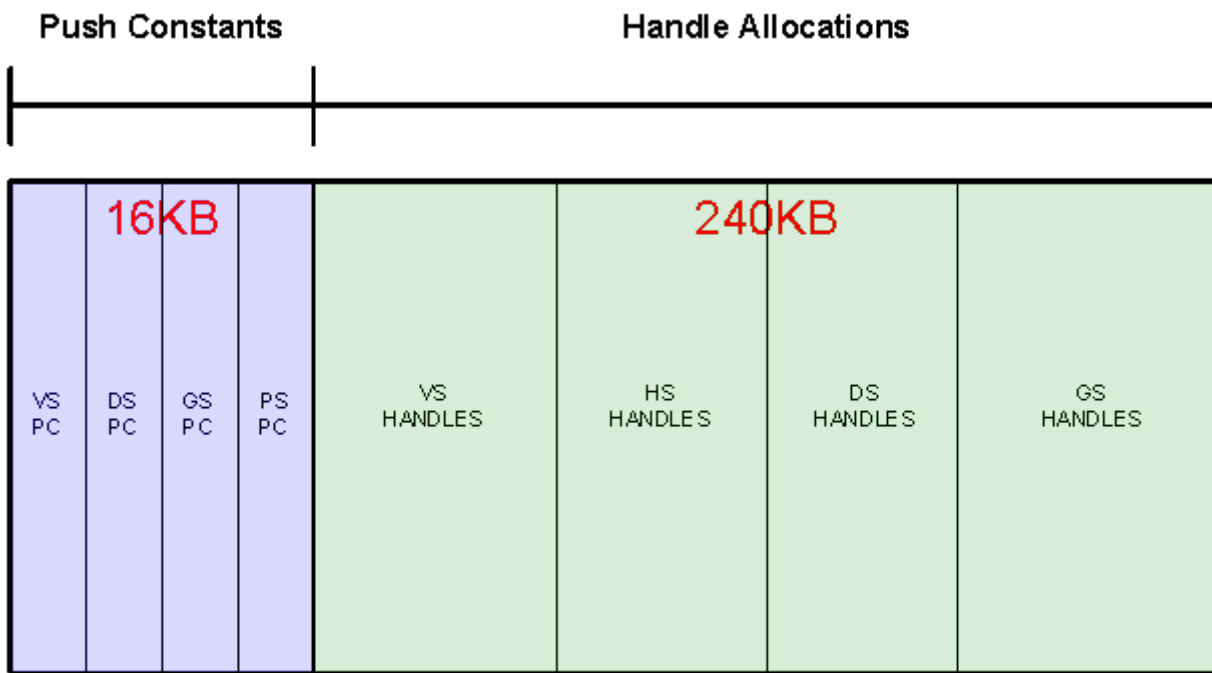 Push Constants
Handle Allocations
16KB
240KB
VS
PC
DS
PC
GS
PC
PS
PC
VS
HANDLES
HS
HANDLES
DS
HANDLES
GS
HANDLES